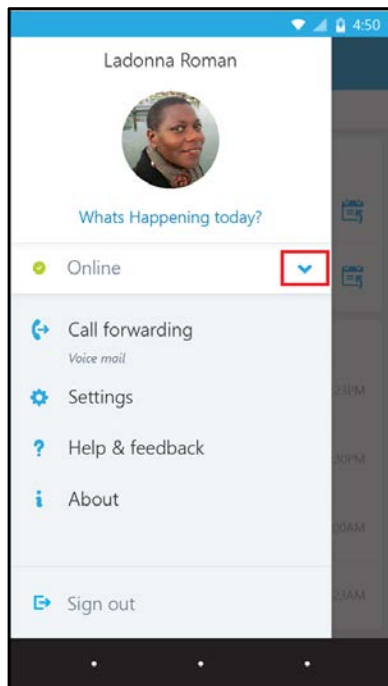 4:50
Ladonna Roman
Whats Happening today?
Online
Call forwarding
Voice mail
Settings
Help & feedback
About
Sign out